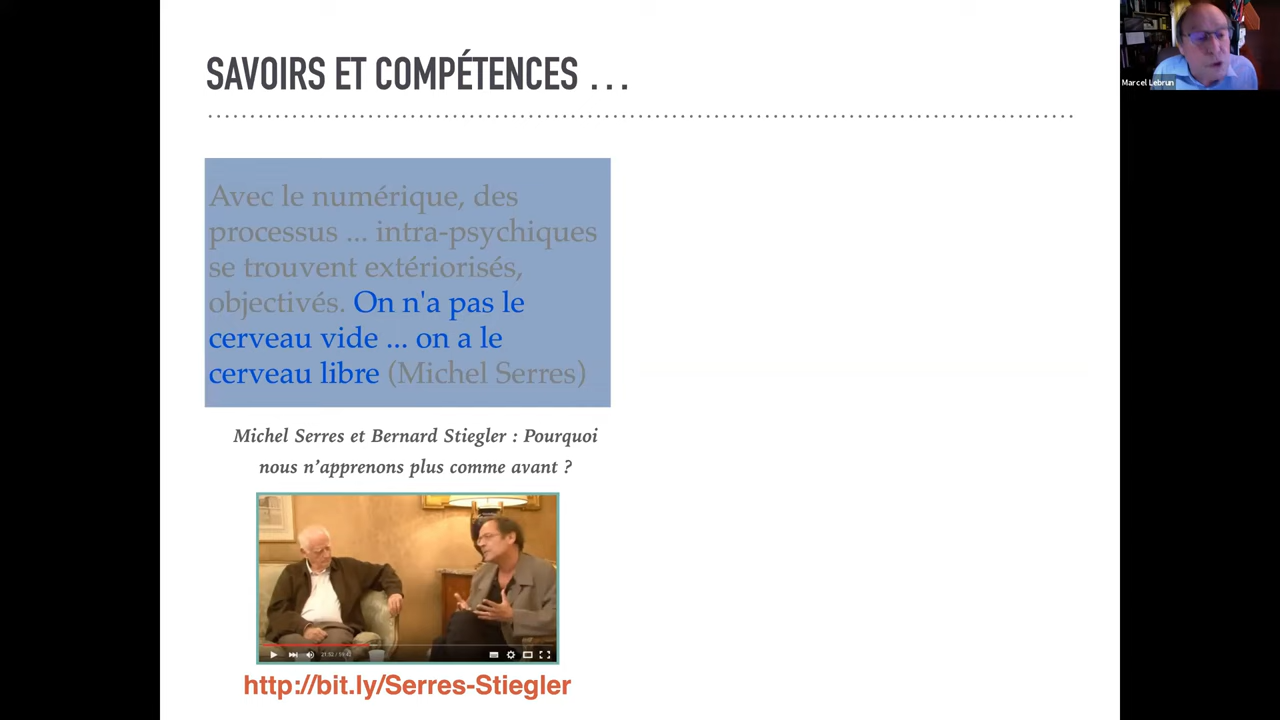 SAVOIRS ET COMPÉTENCES ...
Marcel Lebrun
Avec le numérique, des
processus ... intra-psychiques
se trouvent extériorisés,
objectivés. On n'a pas le
cerveau vide ... on a le
cerveau libre (Michel Serres)
Michel Serres et Bernard Stiegler : Pourquoi
nous n’apprenons plus comme avant ?
http://bit.ly/Serres-Stiegler